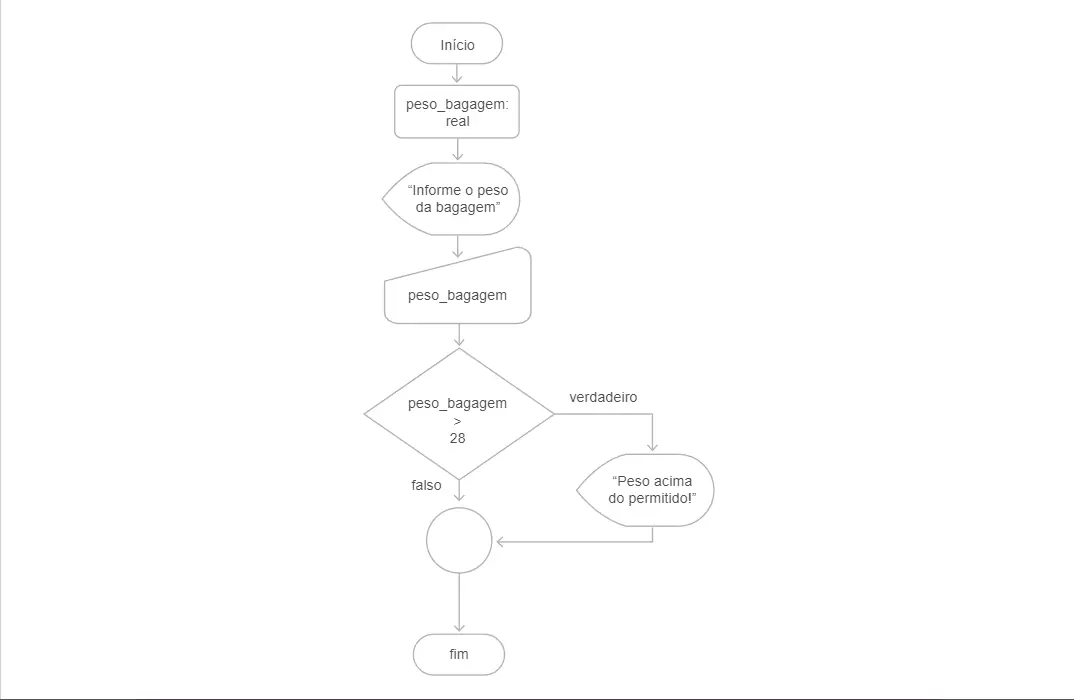 Início
peso_bagagem:
real
“Informe o peso
da bagagem”
peso_bagagem
peso_bagagem
>
28
verdadeiro
falso
“Peso acima
do permitido!”
fim